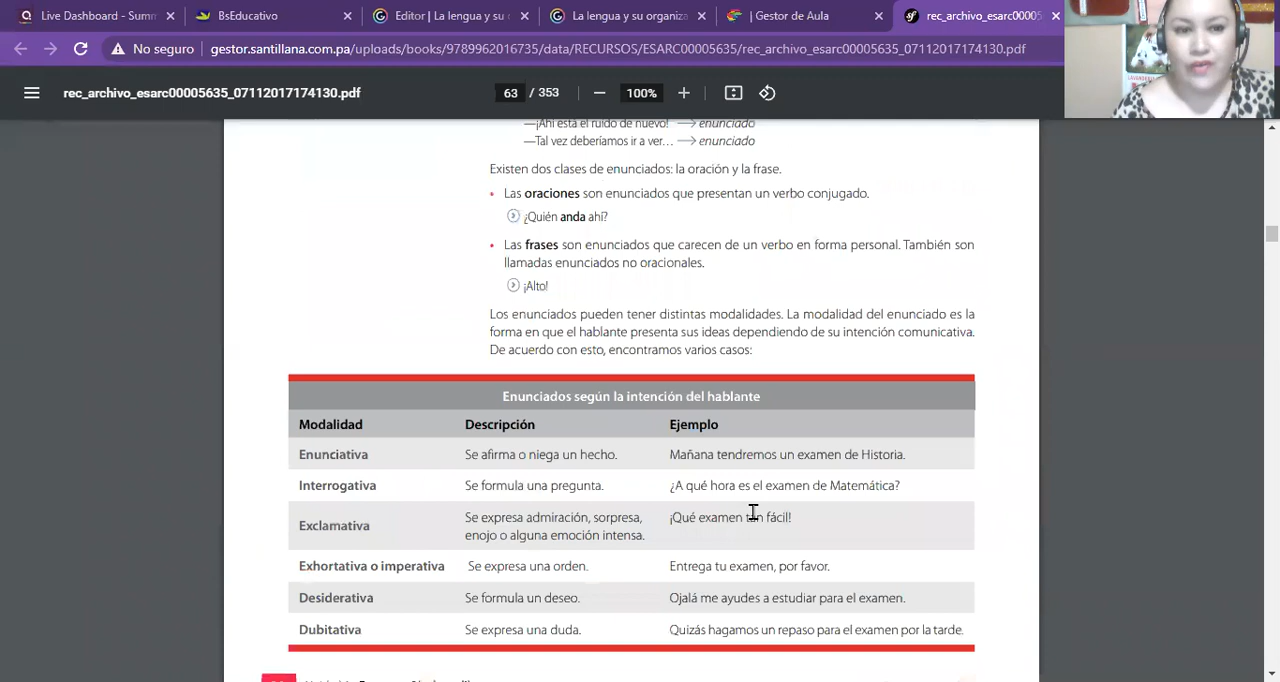 Live Dashboard - Summ
BsEducativo
Editor | La lengua y su o
La lengua y su organiza
| Gestor de Aula
rec_archivo_esarc00005
No seguro
gestor.santillana.com.pa/uploads/books/9789962016735/data/RECURSOS/ESARC00005635/rec_archivo_esarc00005635_07112017174130.pdf
rec_archivo_esarc00005635_07112017174130.pdf
63 / 353
100%
—¡Ahí está el ruido de nuevo! → enunciado
—Tal vez deberíamos ir a ver… → enunciado
Existen dos clases de enunciados: la oración y la frase.
• Las oraciones son enunciados que presentan un verbo conjugado.
¿Quién anda ahí?
• Las frases son enunciados que carecen de un verbo en forma personal. También son
llamadas enunciados no oracionales.
¡Alto!
Los enunciados pueden tener distintas modalidades. La modalidad del enunciado es la
forma en que el hablante presenta sus ideas dependiendo de su intención comunicativa.
De acuerdo con esto, encontramos varios casos:
Enunciados según la intención del hablante
Modalidad Descripción Ejemplo
Enunciativa Se afirma o niega un hecho. Mañana tendremos un examen de Historia.
Interrogativa Se formula una pregunta. ¿A qué hora es el examen de Matemática?
Exclamativa Se expresa admiración, sorpresa, ¡Qué examen tan fácil!
enojo o alguna emoción intensa.
Exhortativa o imperativa Se expresa una orden. Entrega tu examen, por favor.
Desiderativa Se formula un deseo. Ojalá me ayudes a estudiar para el examen.
Dubitativa Se expresa una duda. Quizás hagamos un repaso para el examen por la tarde.